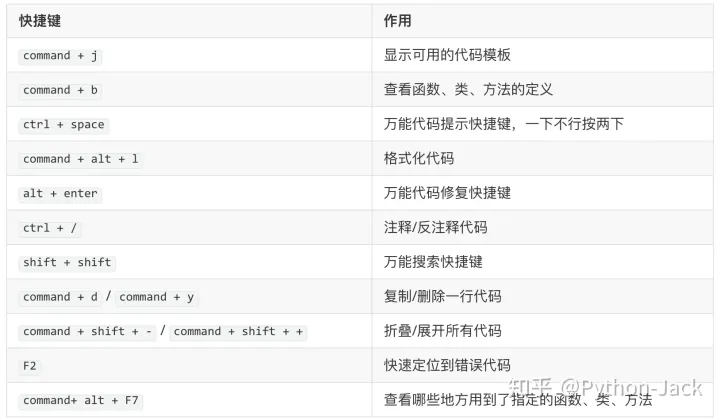 快捷键 作用
command + j 显示可用的代码模板
command + b 查看函数、类、方法的定义
ctrl + space 万能代码提示快捷键，一下不行按两下
command + alt + l 格式化代码
alt + enter 万能代码修复快捷键
ctrl + / 注释/反注释代码
shift + shift 万能搜索快捷键
command + d / command + y 复制/删除一行代码
command + shift + - / command + shift + + 折叠/展开所有代码
F2 快速定位到错误代码
command+ alt + F7 查看哪些地方用到了指定的函数、类、方法
知乎 @Python-Jack